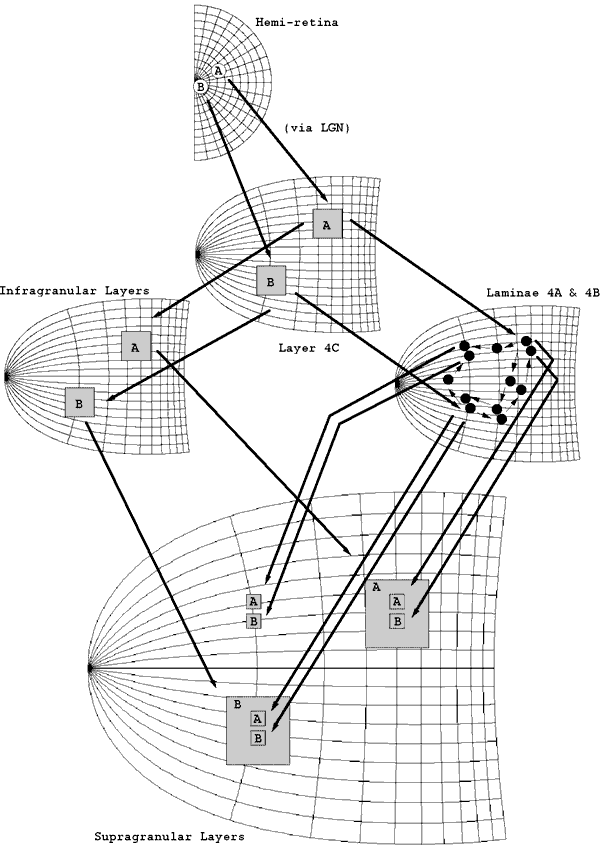 Hemi-retina
A
B
(via LGN)
A
B
Infragranular Layers
Laminae 4A & 4B
Layer 4C
A
B
A
A
A
B
B
B
A
B
Supragranular Layers